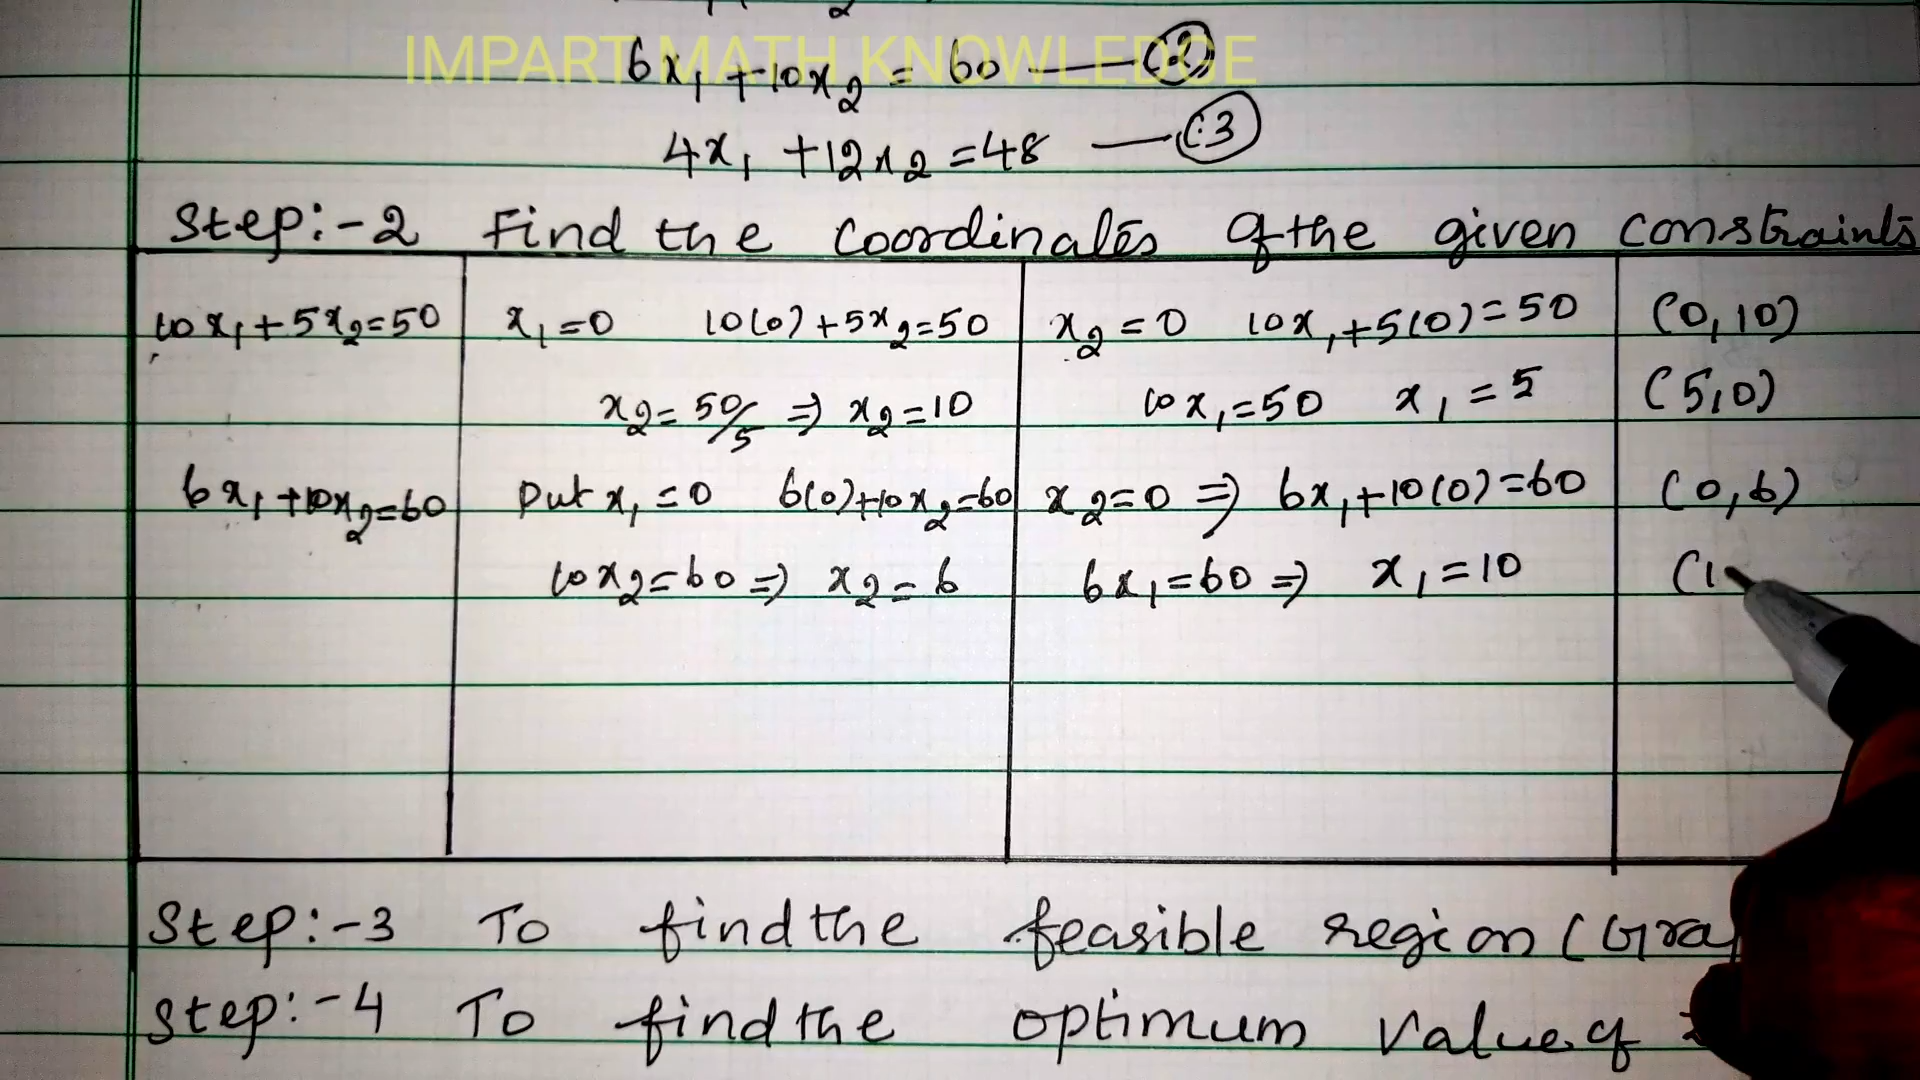 IMPART MATH KNOWLEDGE
6x₁ + 10x₂ = 60 —— (2)
4x₁ + 12x₂ = 48 —— (3)
Step:-2 Find the coordinates of the given constraints
10x₁ + 5x₂ = 50 x₁ = 0 10(0) + 5x₂ = 50 x₂ = 0 10x₁ + 5(0) = 50 (0, 10)
x₂ = 50/5 ⇒ x₂ = 10 10x₁ = 50 x₁ = 5 (5, 0)
6x₁ + 10x₂ = 60 put x₁ = 0 6(0) + 10x₂ = 60 x₂ = 0 ⇒ 6x₁ + 10(0) = 60 (0, 6)
10x₂ = 60 ⇒ x₂ = 6 6x₁ = 60 ⇒ x₁ = 10 (1
Step:-3 To find the feasible region (Gra
Step:-4 To find the optimum value of